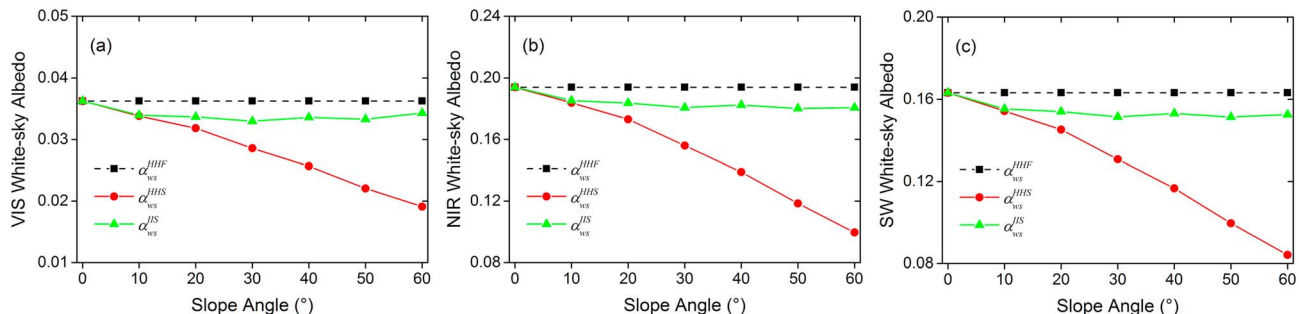 0.05
0.04
0.03
0.02
0.01
VIS White-sky Albedo
(a)
α_ws^HHF
α_ws^HHS
α_ws^IIS
0 10 20 30 40 50 60
Slope Angle (°)
0.24
0.20
0.16
0.12
0.08
NIR White-sky Albedo
(b)
α_ws^HHF
α_ws^HHS
α_ws^IIS
0 10 20 30 40 50 60
Slope Angle (°)
0.20
0.16
0.12
0.08
SW White-sky Albedo
(c)
α_ws^HHF
α_ws^HHS
α_ws^IIS
0 10 20 30 40 50 60
Slope Angle (°)